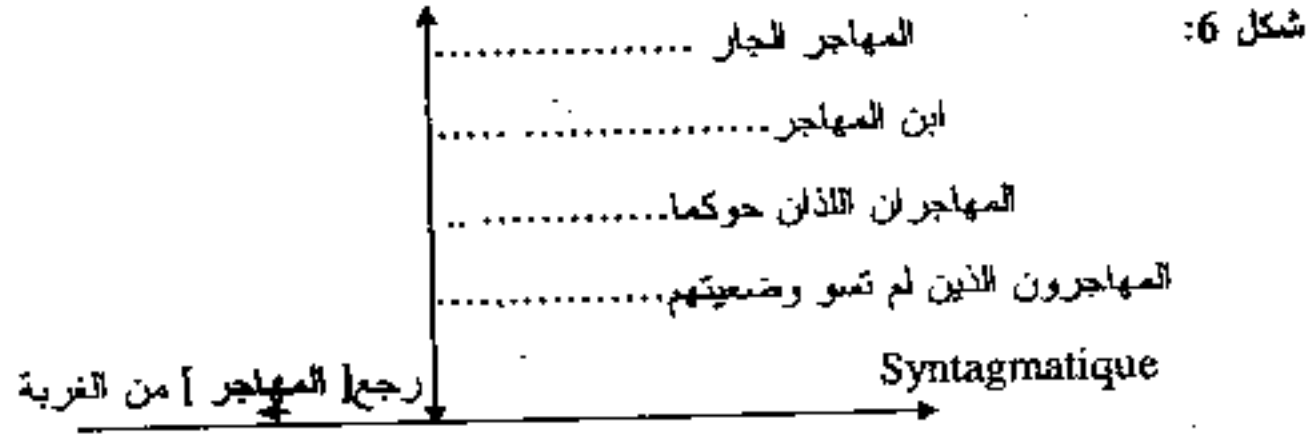 شكل 6:
المهاجر الجار ..................
ابن المهاجر......................
المهاجران اللذان حوكما.................
المهاجرون الذين لم تسو وضعيتهم..................
Syntagmatique
رجع[ المهاجر ] من الغربة